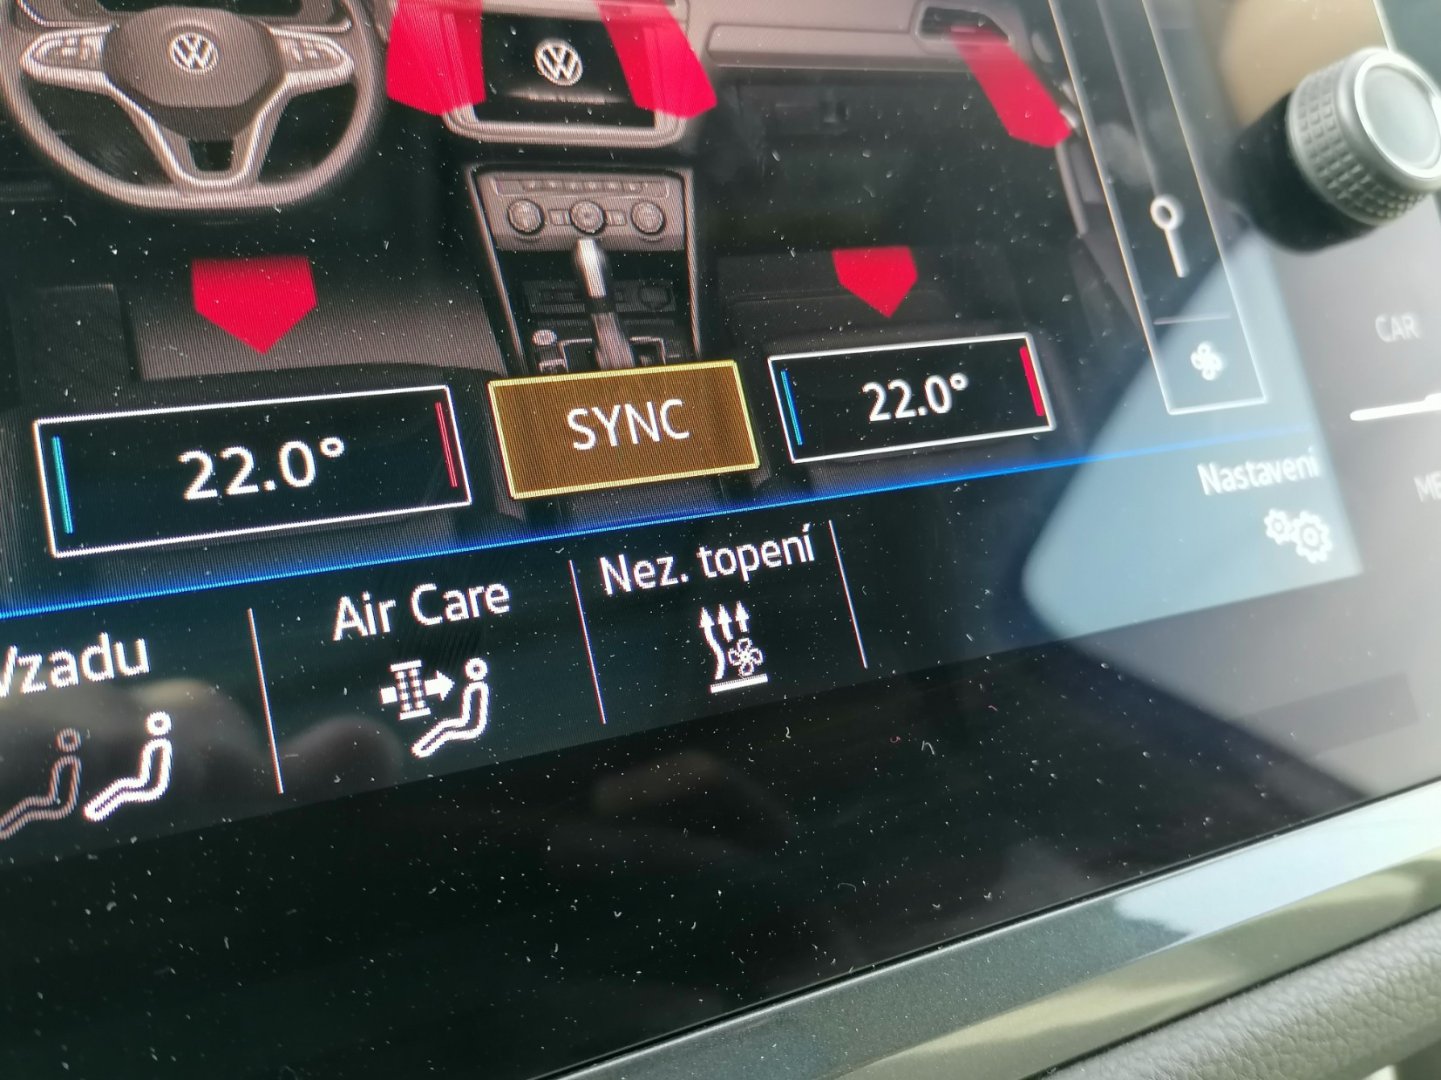 22.0°
SYNC
22.0°
CAR
Nastavení
Nez. topení
Air Care
Vzadu